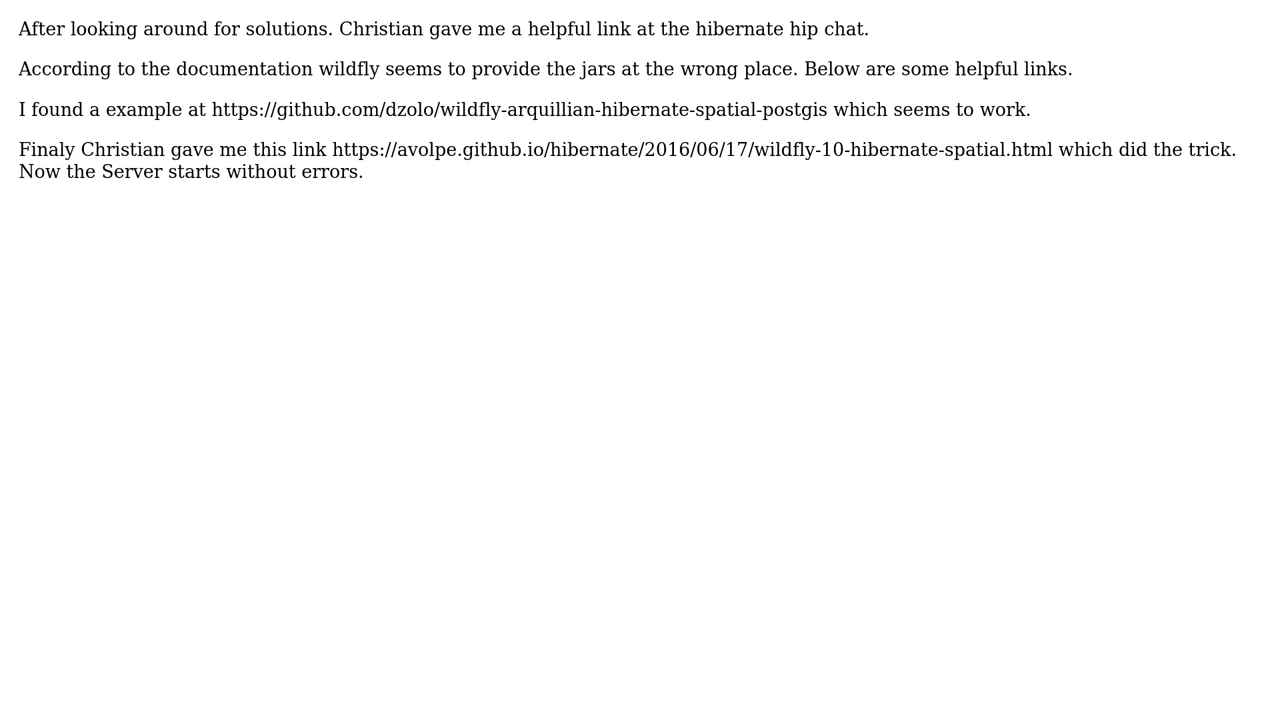 After looking around for solutions. Christian gave me a helpful link at the hibernate hip chat.
According to the documentation wildfly seems to provide the jars at the wrong place. Below are some helpful links.
I found a example at https://github.com/dzolo/wildfly-arquillian-hibernate-spatial-postgis which seems to work.
Finaly Christian gave me this link https://avolpe.github.io/hibernate/2016/06/17/wildfly-10-hibernate-spatial.html which did the trick.
Now the Server starts without errors.